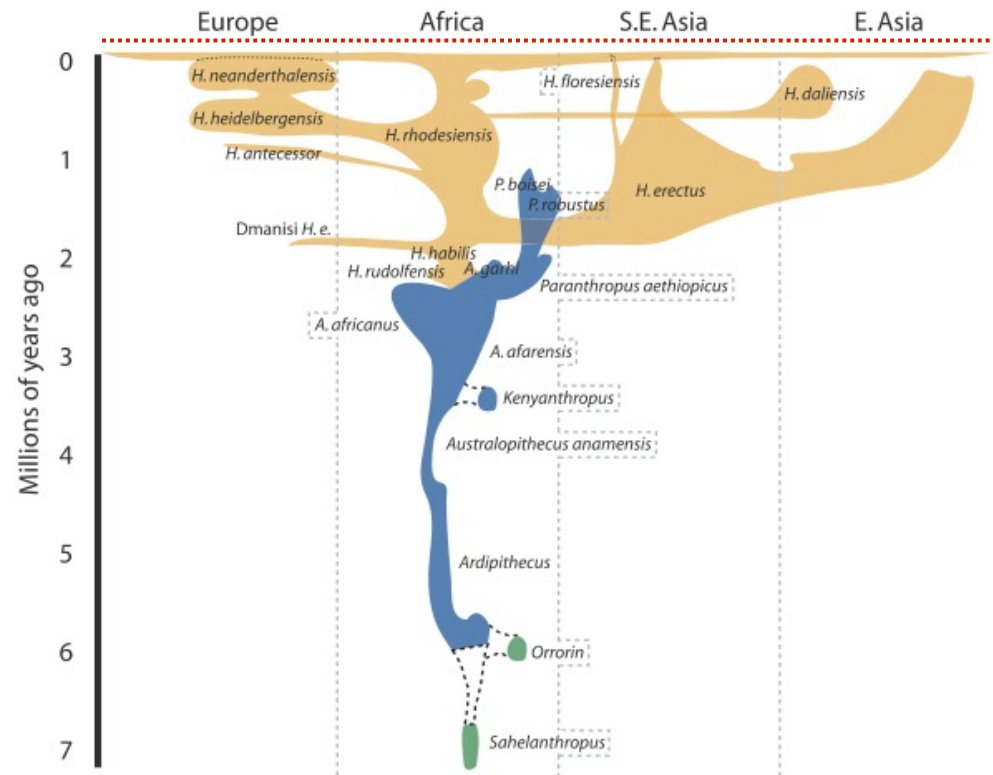 Europe
Africa
S.E. Asia
E. Asia
Millions of years ago
0
1
2
3
4
5
6
7
H. neanderthalensis
H. floresiensis
H. daliensis
H. heidelbergensis
H. rhodesiensis
H. antecessor
P. boisei
P. robustus
H. erectus
Dmanisi H. e.
H. habilis
H. rudolfensis
A. garhi
Paranthropus aethiopicus
A. africanus
A. afarensis
Kenyanthropus
Australopithecus anamensis
Ardipithecus
Orrorin
Sahelanthropus